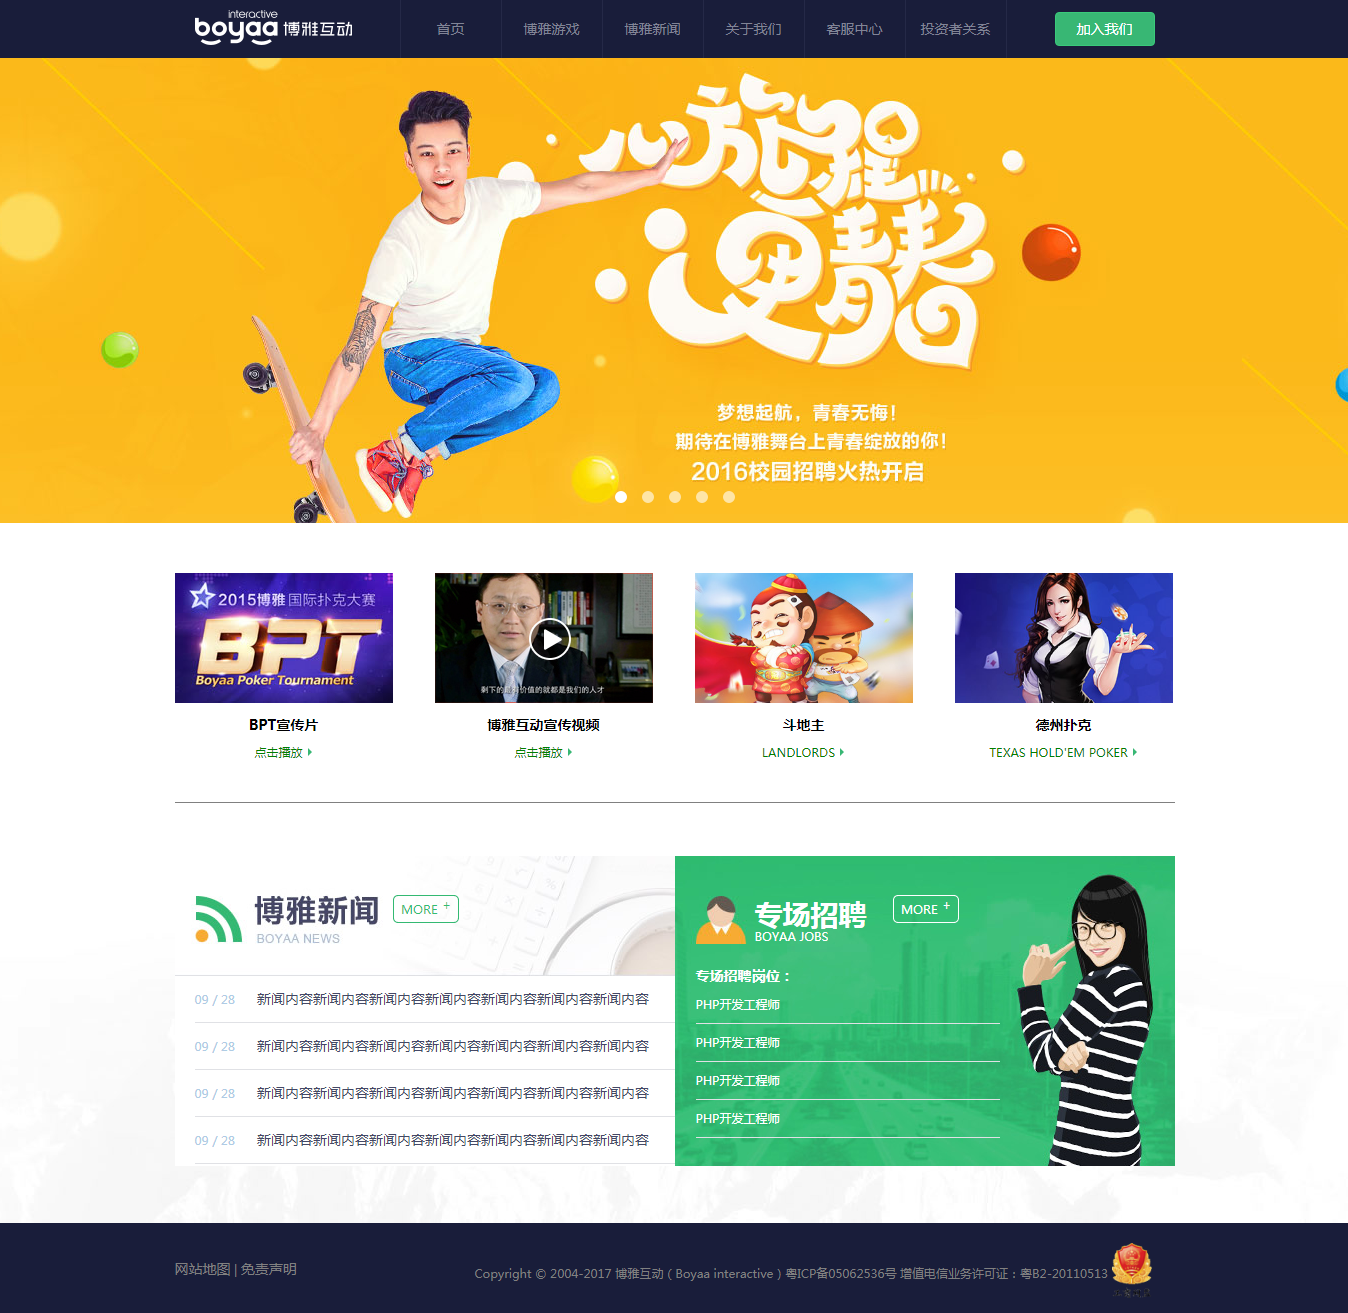 interactive
boyaa 博雅互动
首页
博雅游戏
博雅新闻
关于我们
客服中心
投资者关系
加入我们
心旅程
更青春
梦想起航，青春无悔！
期待在博雅舞台上青春绽放的你！
2016校园招聘火热开启
2015博雅国际扑克大赛
BPT
Boyaa Poker Tournament
剩下的最有价值的就都是我们的人才
BPT宣传片
点击播放
博雅互动宣传视频
点击播放
斗地主
LANDLORDS
德州扑克
TEXAS HOLD'EM POKER
博雅新闻
BOYAA NEWS
MORE +
09 / 28 新闻内容新闻内容新闻内容新闻内容新闻内容新闻内容新闻内容
09 / 28 新闻内容新闻内容新闻内容新闻内容新闻内容新闻内容新闻内容
09 / 28 新闻内容新闻内容新闻内容新闻内容新闻内容新闻内容新闻内容
09 / 28 新闻内容新闻内容新闻内容新闻内容新闻内容新闻内容新闻内容
专场招聘
BOYAA JOBS
MORE +
专场招聘岗位：
PHP开发工程师
PHP开发工程师
PHP开发工程师
PHP开发工程师
网站地图 | 免责声明
Copyright © 2004-2017 博雅互动（Boyaa interactive）粤ICP备05062536号 增值电信业务许可证：粤B2-20110513